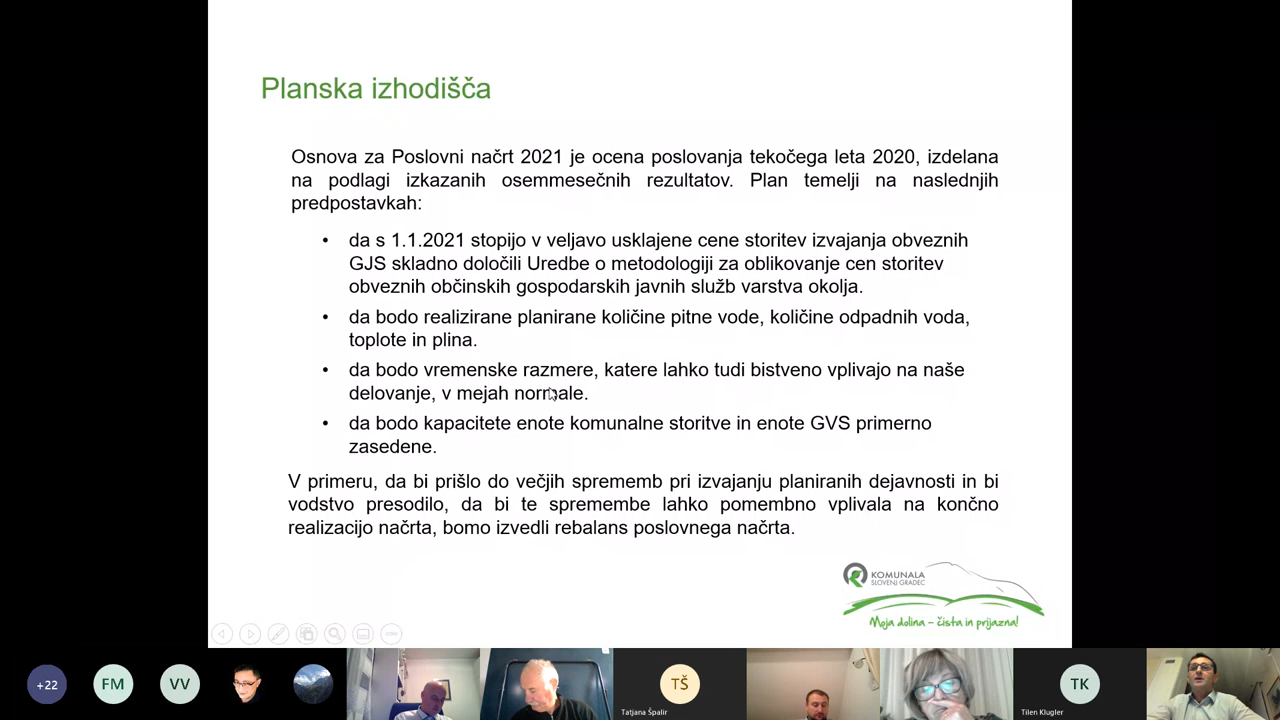 Planska izhodišča
Osnova za Poslovni načrt 2021 je ocena poslovanja tekočega leta 2020, izdelana
na podlagi izkazanih osemmesečnih rezultatov. Plan temelji na naslednjih
predpostavkah:
• da s 1.1.2021 stopijo v veljavo usklajene cene storitev izvajanja obveznih
GJS skladno določili Uredbe o metodologiji za oblikovanje cen storitev
obveznih občinskih gospodarskih javnih služb varstva okolja.
• da bodo realizirane planirane količine pitne vode, količine odpadnih voda,
toplote in plina.
• da bodo vremenske razmere, katere lahko tudi bistveno vplivajo na naše
delovanje, v mejah normale.
• da bodo kapacitete enote komunalne storitve in enote GVS primerno
zasedene.
V primeru, da bi prišlo do večjih sprememb pri izvajanju planiranih dejavnosti in bi
vodstvo presodilo, da bi te spremembe lahko pomembno vplivala na končno
realizacijo načrta, bomo izvedli rebalans poslovnega načrta.
KOMUNALA
SLOVENJ GRADEC
Moja dolina – čista in prijazna!
+22
FM
VV
TŠ
TK
Tatjana Špalir
Tilen Klugler